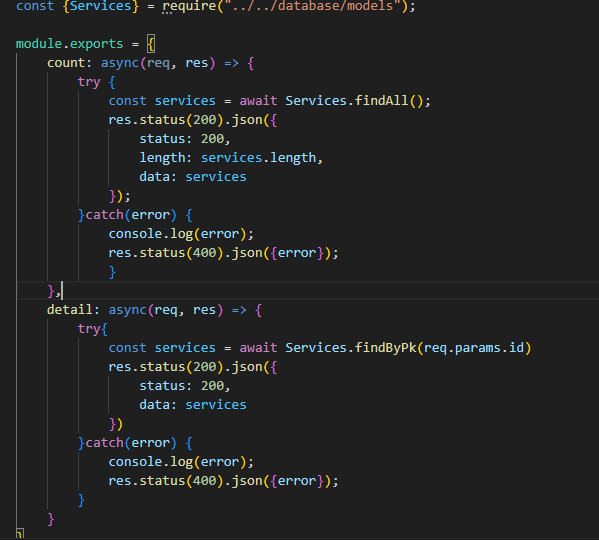 const {Services} = require("../../database/models");
module.exports = {
count: async(req, res) => {
try {
const services = await Services.findAll();
res.status(200).json({
status: 200,
length: services.length,
data: services
});
}catch(error) {
console.log(error);
res.status(400).json({error});
}
},
detail: async(req, res) => {
try{
const services = await Services.findByPk(req.params.id)
res.status(200).json({
status: 200,
data: services
})
}catch(error) {
console.log(error);
res.status(400).json({error});
}
}
}